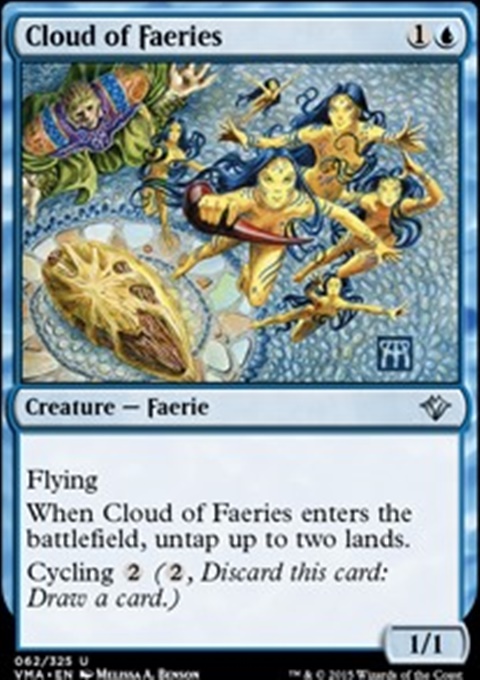 Cloud of Faeries 1
Creature — Faerie
Flying
When Cloud of Faeries enters the
battlefield, untap up to two lands.
Cycling 2 (2, Discard this card:
Draw a card.)
1/1
062/325 U
VMA • EN Melissa A. Benson ™ & © 2015 Wizards of the Coast